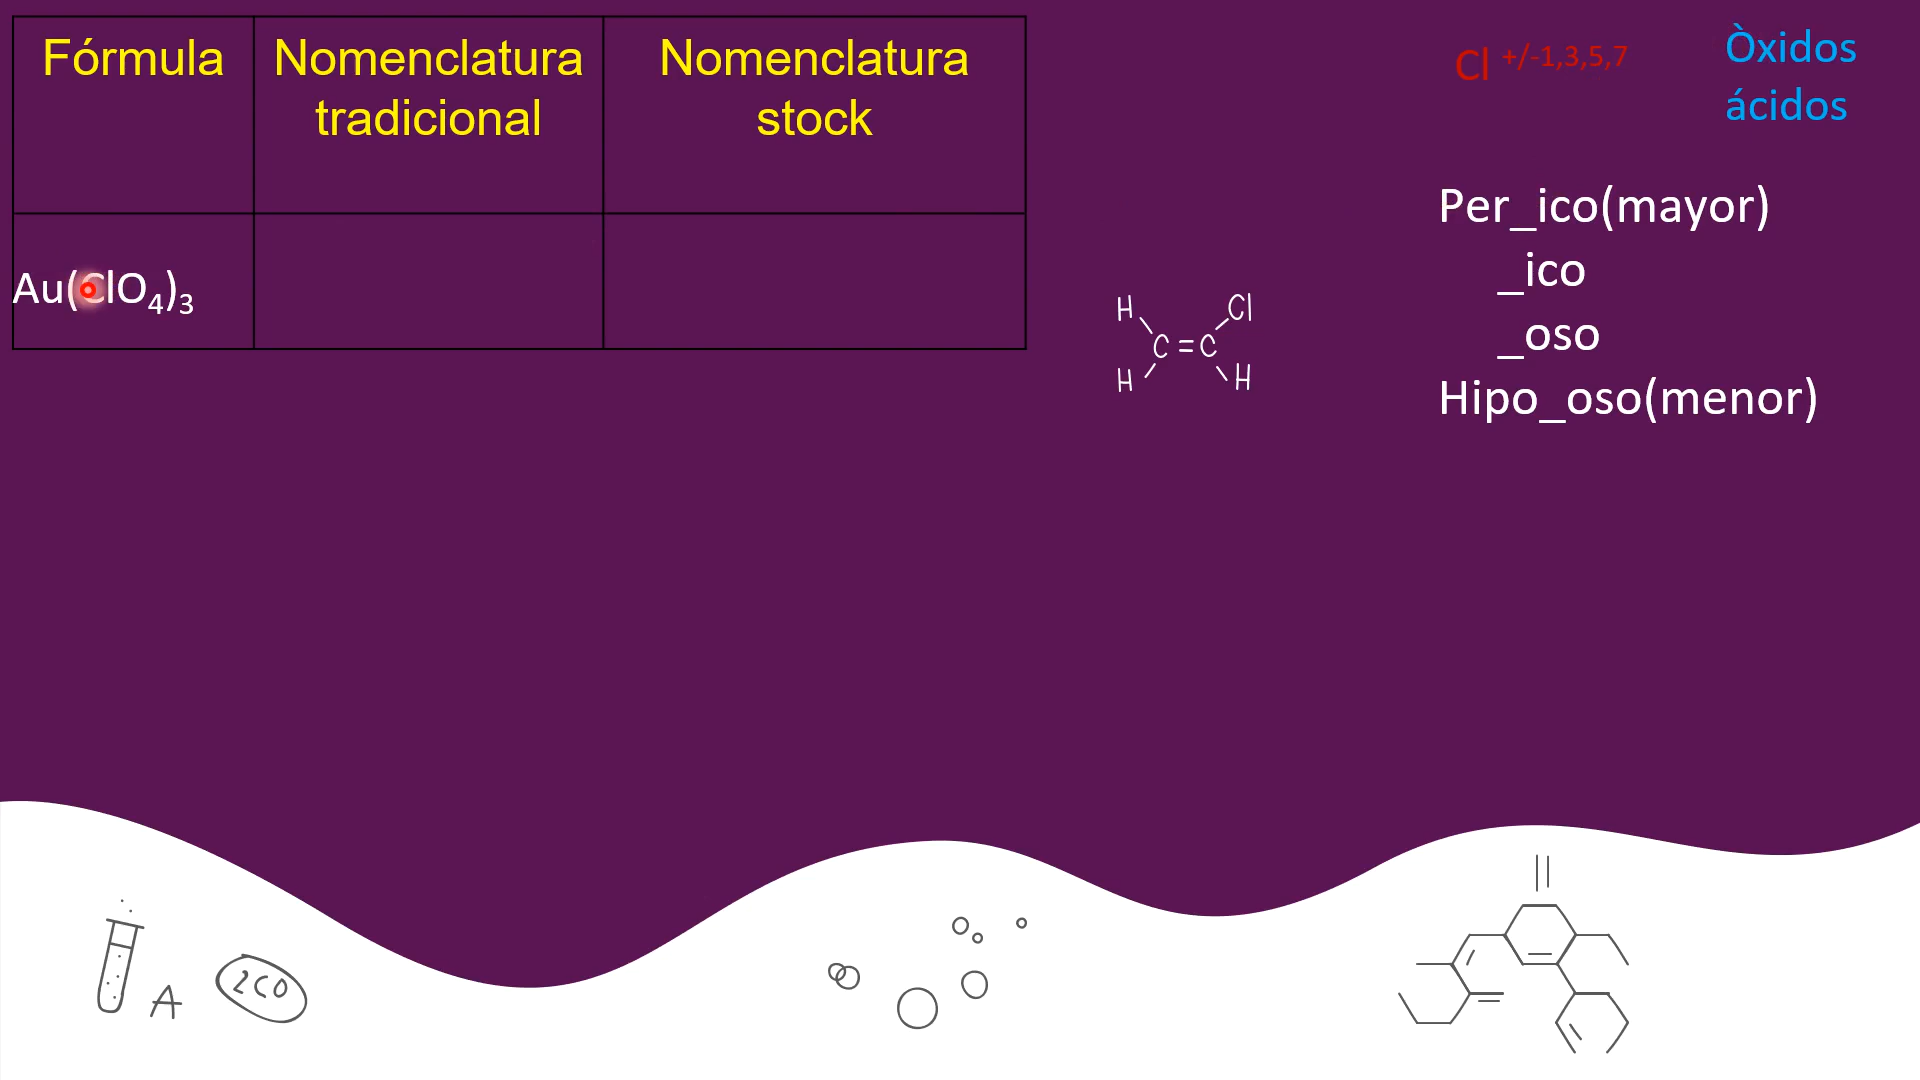 Fórmula
Nomenclatura
tradicional
Nomenclatura
stock
Au(ClO₄)₃
Cl +/-1,3,5,7
Òxidos
ácidos
Per_ico(mayor)
_ico
_oso
Hipo_oso(menor)
H Cl
C=C
H H
A
2CO